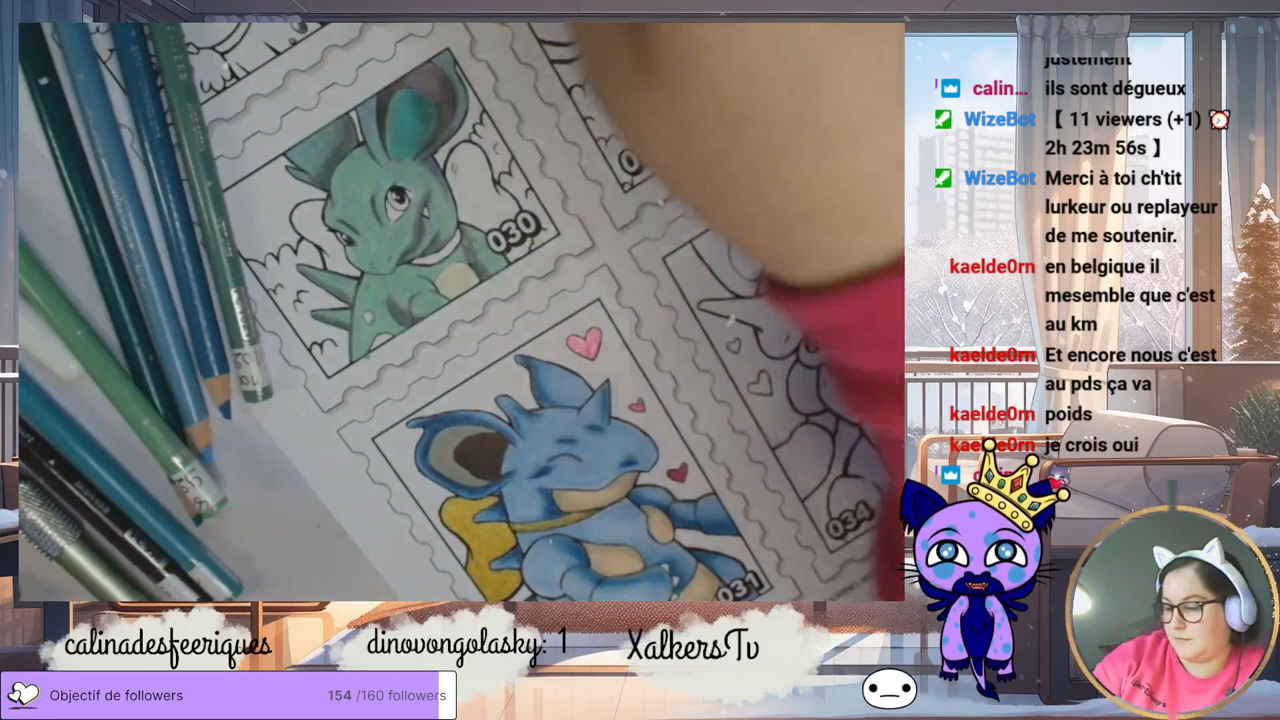 justement
calin... ils sont dégueux
WizeBot 【 11 viewers (+1) ⏰
2h 23m 56s 】
WizeBot Merci à toi ch'tit
lurkeur ou replayeur
de me soutenir.
kaelde0rn en belgique il
mesemble que c'est
au km
kaelde0rn Et encore nous c'est
au pds ça va
kaelde0rn poids
kaelde0rn je crois oui
030
031
034
calinadesfeeriques
dinovongolasky: 1
XalkersTv
Objectif de followers 154 /160 followers